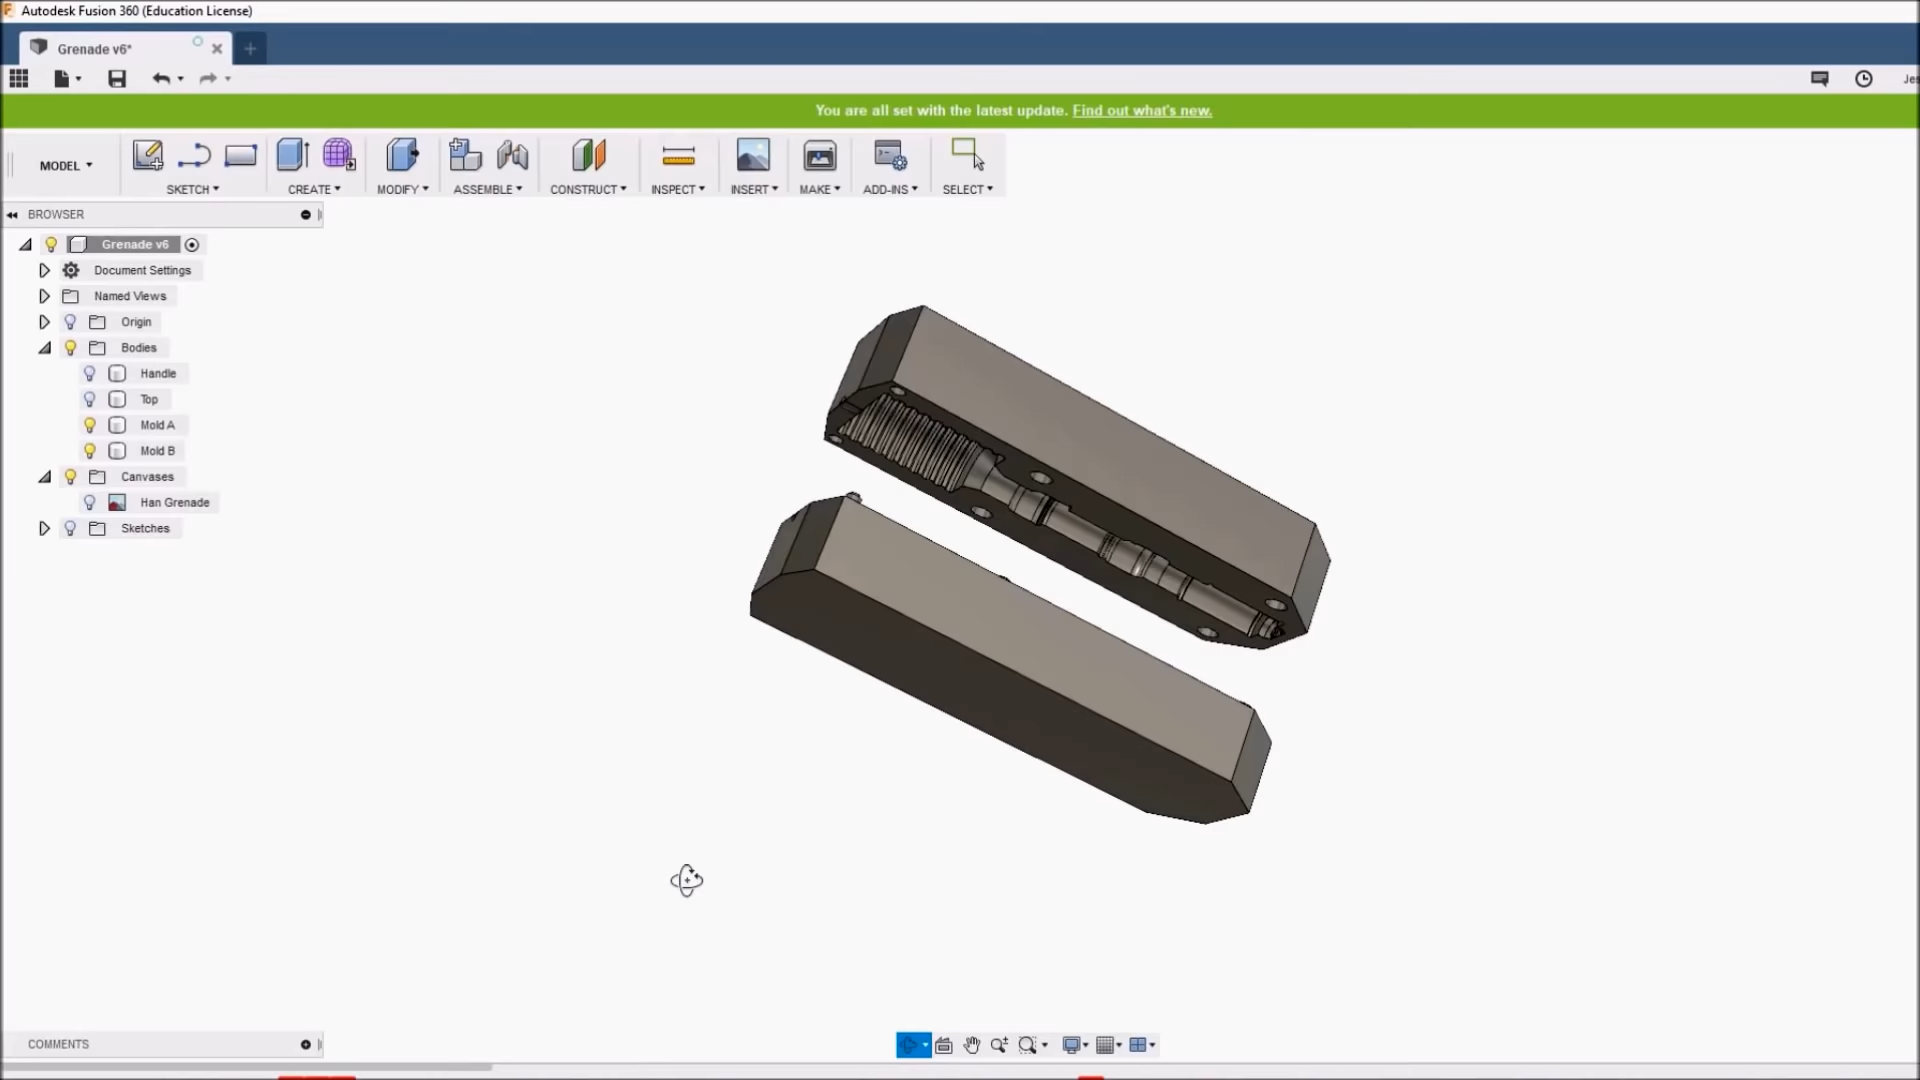 Autodesk Fusion 360 (Education License)
Grenade v6*
You are all set with the latest update. Find out what's new.
MODEL
SKETCH
CREATE
MODIFY
ASSEMBLE
CONSTRUCT
INSPECT
INSERT
MAKE
ADD-INS
SELECT
BROWSER
Grenade v6
Document Settings
Named Views
Origin
Bodies
Handle
Top
Mold A
Mold B
Canvases
Han Grenade
Sketches
COMMENTS